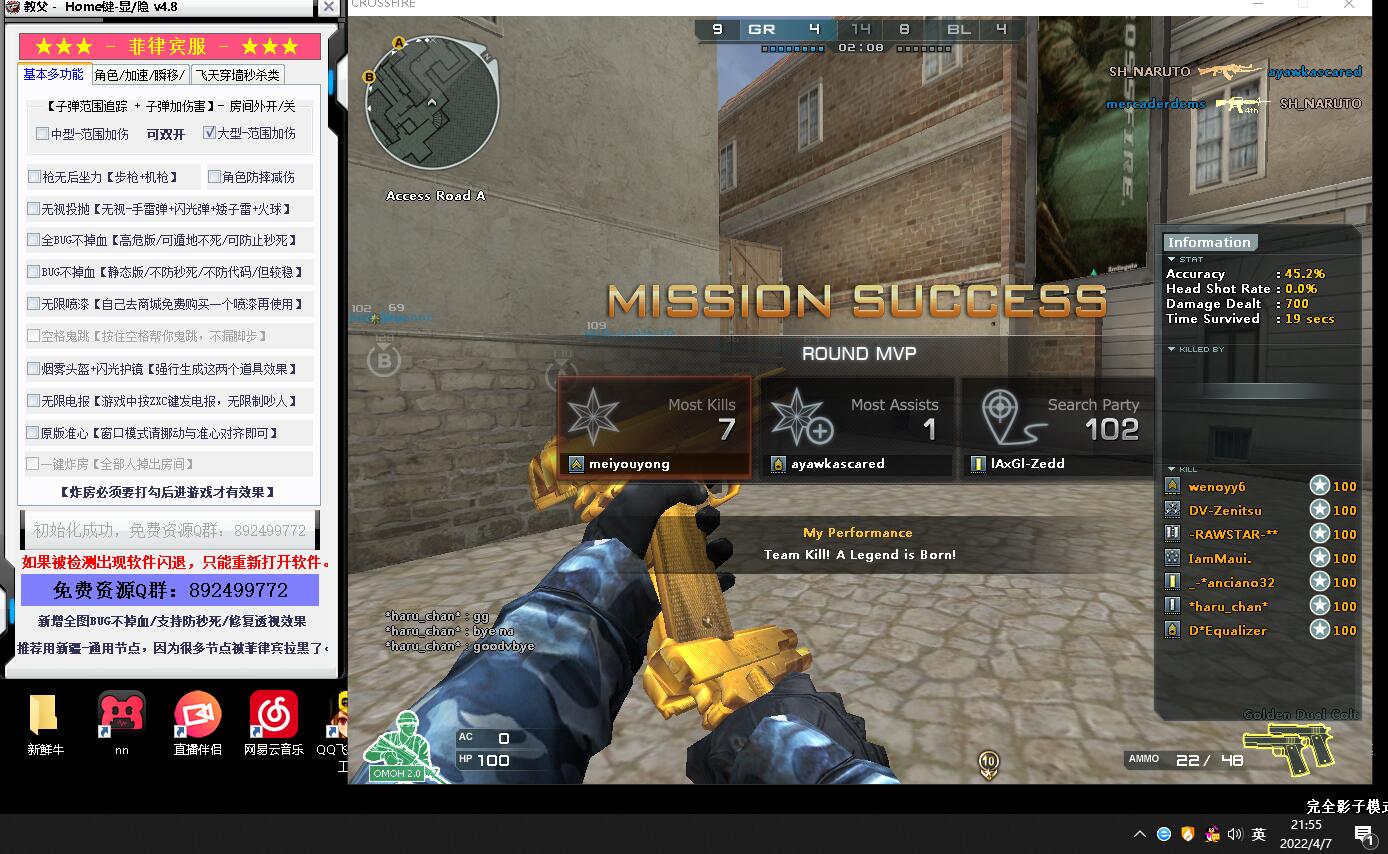 教父 - Home键-显/隐 v4.8
★★★ - 菲律宾服 - ★★★
基本多功能
角色/加速/瞬移/
飞天穿墙秒杀类
【子弹范围追踪 + 子弹加伤害】- 房间外开/关
中型-范围加伤 可双开 大型-范围加伤
枪无后坐力【步枪+机枪】
角色防摔减伤
无视投抛【无视-手雷弹+闪光弹+矮子雷+火球】
全BUG不掉血【高危版/可遁地不死/可防止秒死】
BUG不掉血【静态版/不防秒死/不防代码/但较稳】
无限喷漆【自己去商城免费购买一个喷漆再使用】
空格鬼跳【按住空格帮你鬼跳，不漏脚步】
烟雾头盔+闪光护镜【强行生成这两个道具效果】
无限电报【游戏中按ZXC键发电报，无限制吵人】
原版准心【窗口模式请挪动与准心对齐即可】
一键炸房【全部人掉出房间】
【炸房必须要打勾后进游戏才有效果】
初始化成功，免费资源Q群：892499772
如果被检测出现软件闪退，只能重新打开软件。
免费资源Q群：892499772
新增全图BUG不掉血/支持防秒死/修复透视效果
推荐用新疆-通用节点，因为很多节点被菲律宾拉黑了
新鲜牛
nn
直播伴侣
网易云音乐
CROSSFIRE
9 GR 4 14 8 BL 4
02:08
A
B
N
Access Road A
SH_NARUTO ayawkascared
mercaderdems 4th SH_NARUTO
102 69
109
B
MISSION SUCCESS
ROUND MVP
Most Kills
7
meiyouyong
Most Assists
1
ayawkascared
Search Party
102
lAxGl-Zedd
My Performance
Team Kill! A Legend is Born!
*haru_chan* : gg
*haru_chan* : bye na
*haru_chan* : goodvbye
Information
STAT
Accuracy : 45.2%
Head Shot Rate : 0.0%
Damage Dealt : 700
Time Survived : 19 secs
KILLED BY
KILL
wenoyy6 100
DV-Zenitsu 100
-RAWSTAR-** 100
IamMaui. 100
_-*anciano32 100
*haru_chan* 100
D*Equalizer 100
Golden Dual Colt
OMOH 2.0
AC 0
HP 100
10
AMMO 22 / 48
完全影子模式
英
21:55
2022/4/7
1